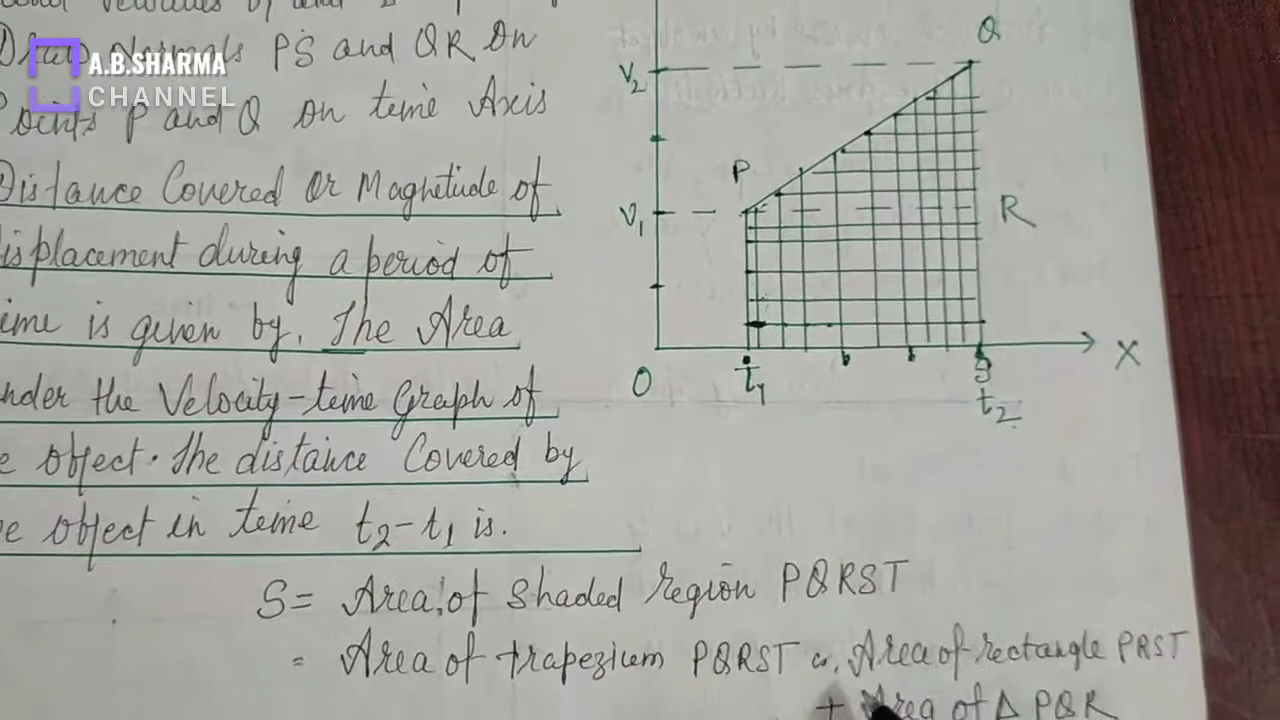 Normals PS and QR on
A.B.SHARMA
CHANNEL
oints P and Q on time Axis
Distance Covered or Magnetude of
isplacement during a period of
ime is given by. The Area
nder the Velocity-time Graph of
e object. The distance Covered by
e object in teme t2-t1 is.
S = Area of Shaded region PQRST
= Area of trapezium PQRST or. Area of rectangle PRST
+ Area of Δ PQR
Q
V2
P
V1
R
O
t1
S
t2
X